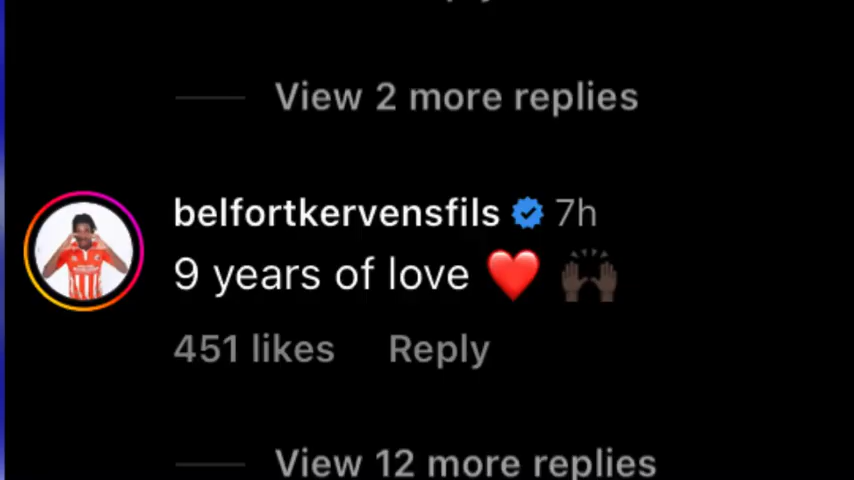 View 2 more replies
belfortkervensfils 7h
9 years of love ❤️ 🙌🏿
451 likes Reply
View 12 more replies